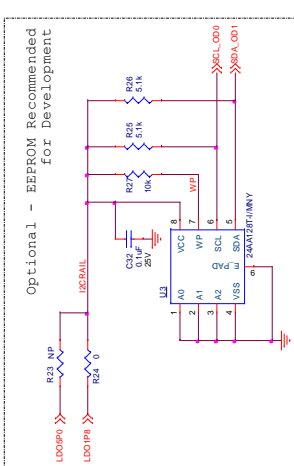 Optional - EEPROM Recommended
for Development
SCL_OD0
SDA_OD1
R26
5.1k
R25
5.1k
R27
10k
WP
I2CRAIL
C32
0.1uF
25V
U3
1
2
3
4
A0
A1
A2
VSS
VCC
WP
SCL
SDA
E_PAD
8
7
6
5
6
24AA128T-I/MNY
R23 NP
R24 0
LDO5P0
LDO1P8